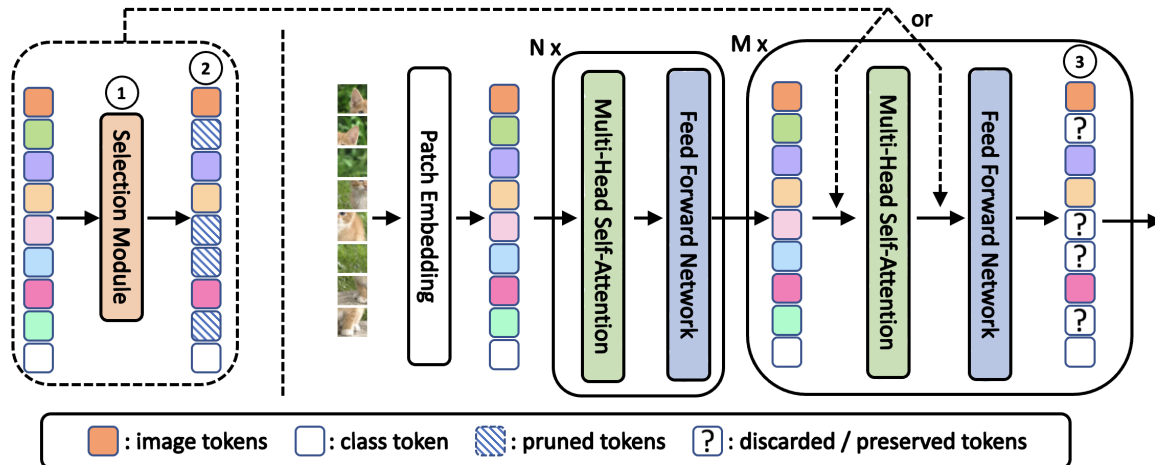 or
N x
M x
1
2
3
Selection Module
Patch Embedding
Multi-Head Self-Attention
Feed Forward Network
Multi-Head Self-Attention
Feed Forward Network
?
?
?
?
: image tokens
: class token
: pruned tokens
? : discarded / preserved tokens